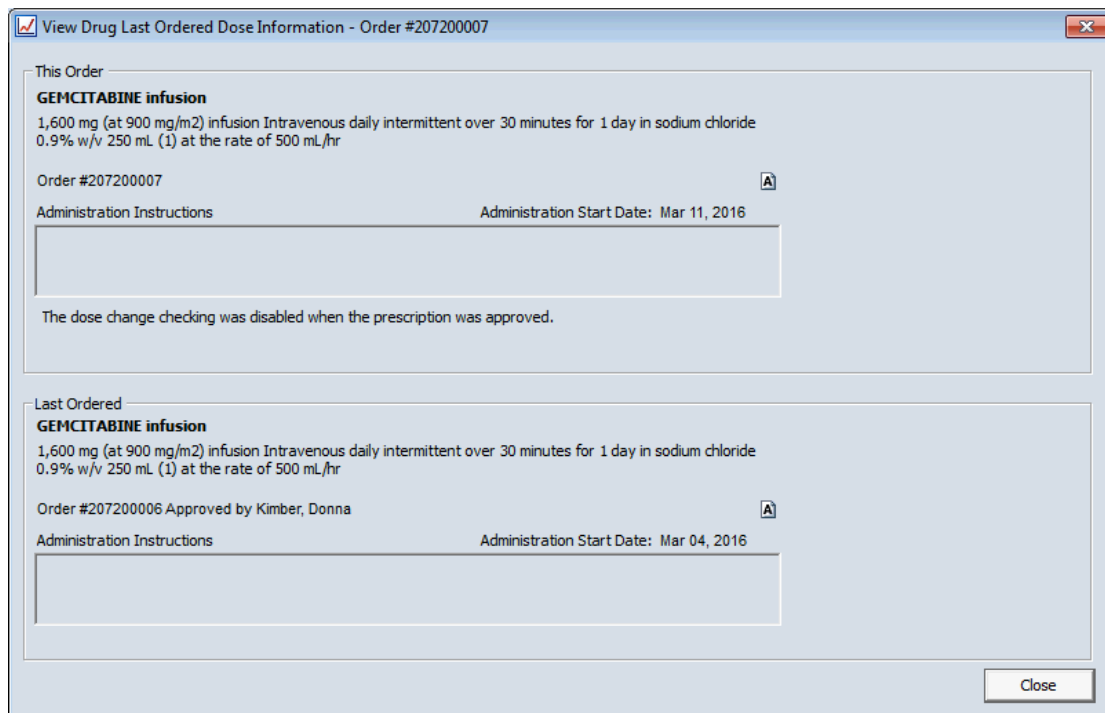 View Drug Last Ordered Dose Information - Order #207200007
This Order
GEMCITABINE infusion
1,600 mg (at 900 mg/m2) infusion Intravenous daily intermittent over 30 minutes for 1 day in sodium chloride
0.9% w/v 250 mL (1) at the rate of 500 mL/hr
Order #207200007 A
Administration Instructions Administration Start Date: Mar 11, 2016
The dose change checking was disabled when the prescription was approved.
Last Ordered
GEMCITABINE infusion
1,600 mg (at 900 mg/m2) infusion Intravenous daily intermittent over 30 minutes for 1 day in sodium chloride
0.9% w/v 250 mL (1) at the rate of 500 mL/hr
Order #207200006 Approved by Kimber, Donna A
Administration Instructions Administration Start Date: Mar 04, 2016
Close